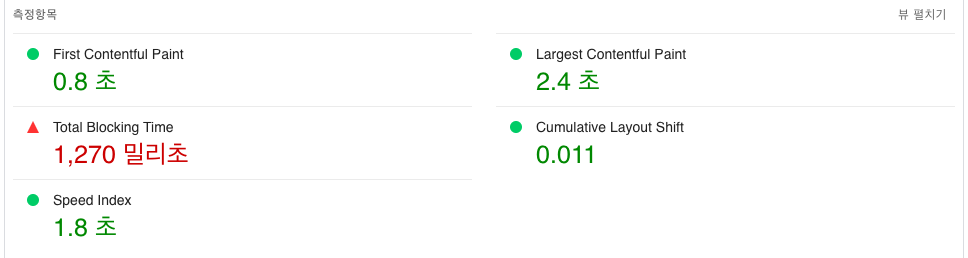 측정항목
뷰 펼치기
First Contentful Paint
0.8 초
Largest Contentful Paint
2.4 초
Total Blocking Time
1,270 밀리초
Cumulative Layout Shift
0.011
Speed Index
1.8 초